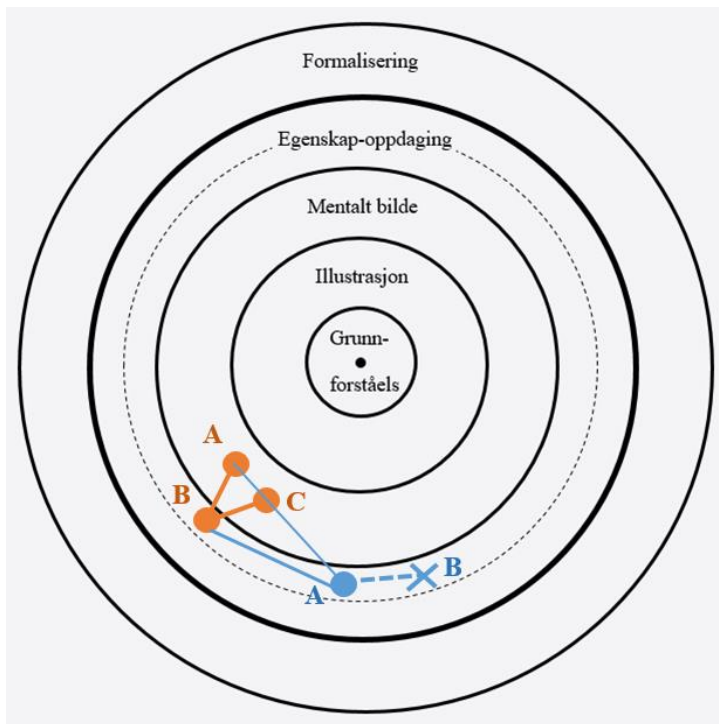 Formalisering
Egenskap-oppdaging
Mentalt bilde
Illustrasjon
Grunn-
forståels
A
B
C
A
B